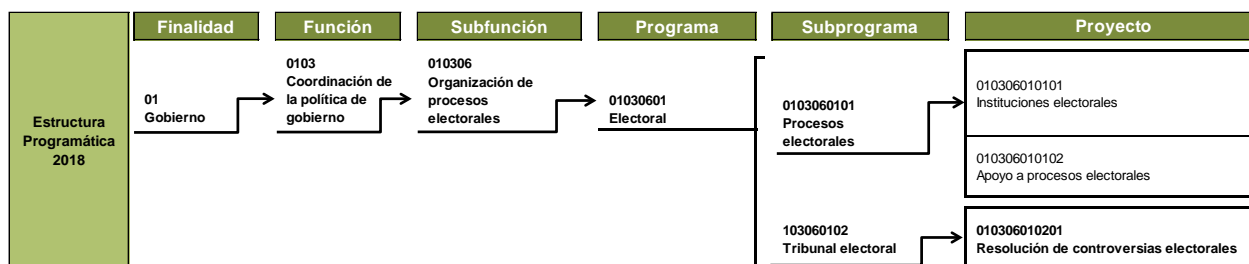 Finalidad
Función
Subfunción
Programa
Subprograma
Proyecto
Estructura
Programática
2018
01
Gobierno
0103
Coordinación de
la política de
gobierno
010306
Organización de
procesos
electorales
01030601
Electoral
0103060101
Procesos
electorales
010306010101
Instituciones electorales
010306010102
Apoyo a procesos electorales
103060102
Tribunal electoral
010306010201
Resolución de controversias electorales